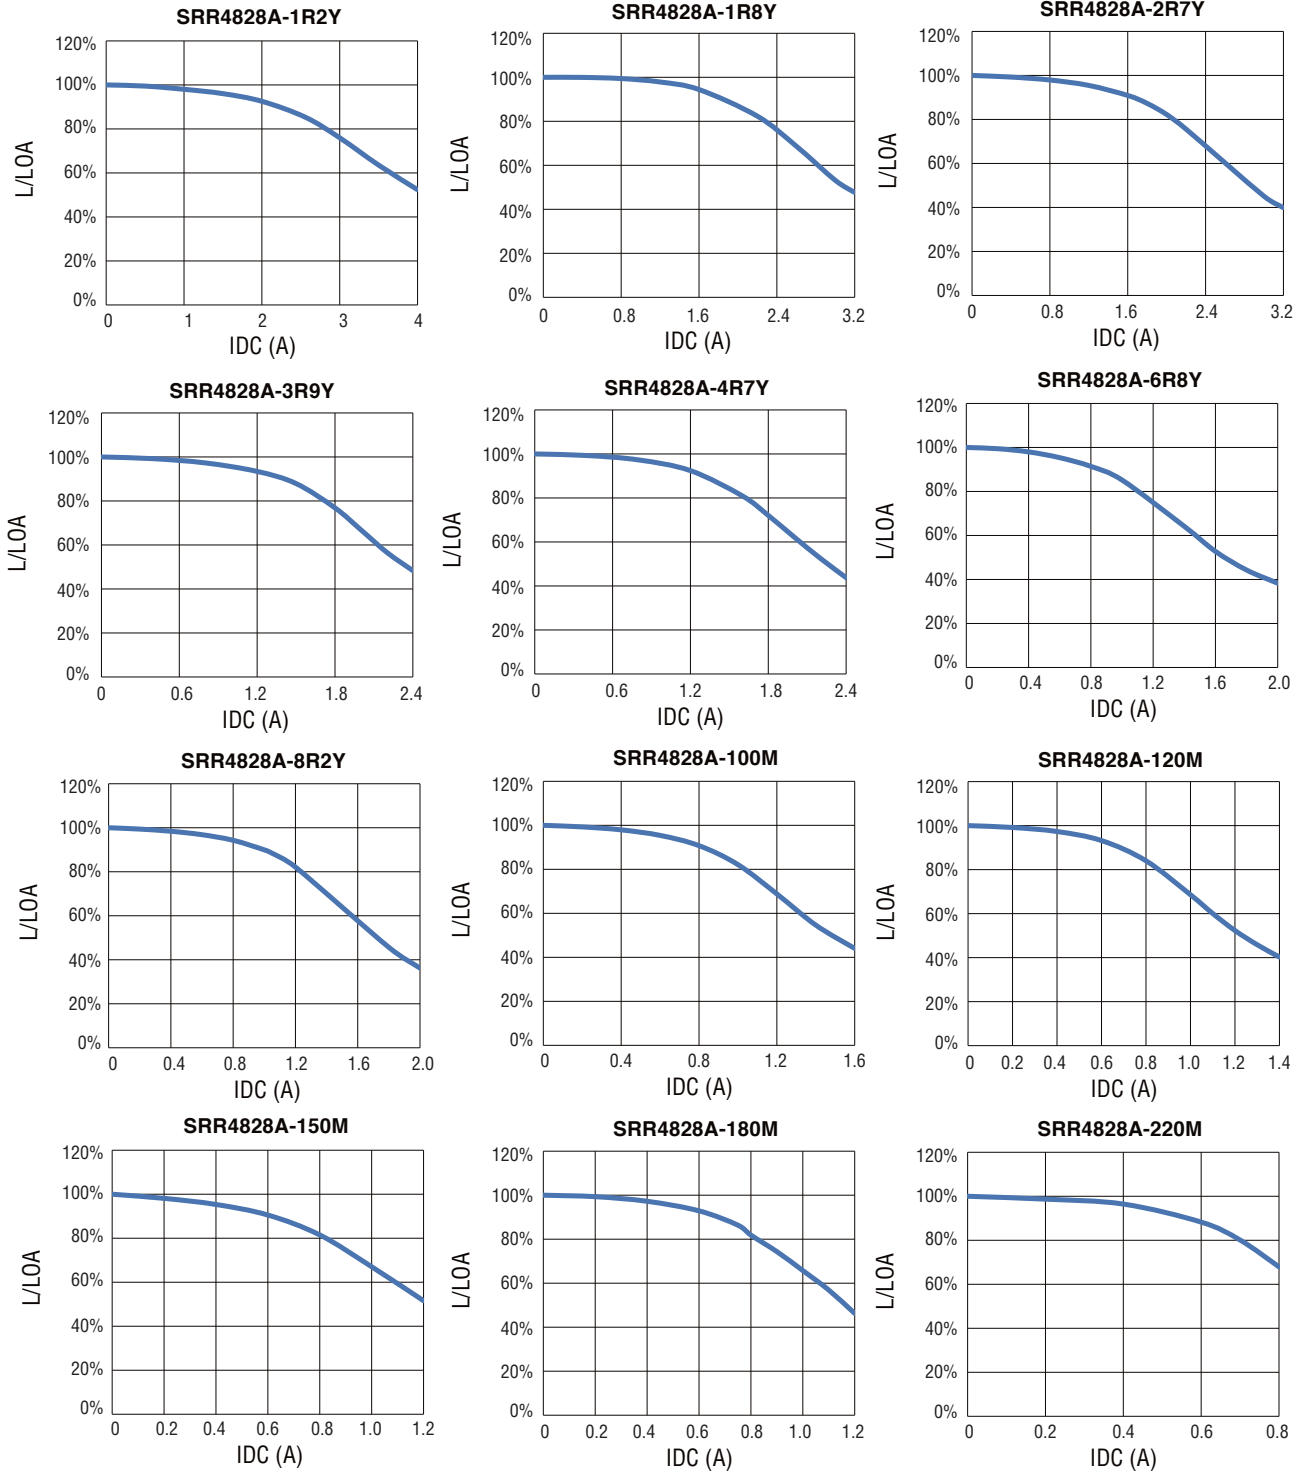 SRR4828A-1R2Y
120%
100%
80%
60%
40%
20%
0%
L/LOA
0 1 2 3 4
IDC (A)
SRR4828A-1R8Y
120%
100%
80%
60%
40%
20%
0%
L/LOA
0 0.8 1.6 2.4 3.2
IDC (A)
SRR4828A-2R7Y
120%
100%
80%
60%
40%
20%
0%
L/LOA
0 0.8 1.6 2.4 3.2
IDC (A)
SRR4828A-3R9Y
120%
100%
80%
60%
40%
20%
0%
L/LOA
0 0.6 1.2 1.8 2.4
IDC (A)
SRR4828A-4R7Y
120%
100%
80%
60%
40%
20%
0%
L/LOA
0 0.6 1.2 1.8 2.4
IDC (A)
SRR4828A-6R8Y
120%
100%
80%
60%
40%
20%
0%
L/LOA
0 0.4 0.8 1.2 1.6 2.0
IDC (A)
SRR4828A-8R2Y
120%
100%
80%
60%
40%
20%
0%
L/LOA
0 0.4 0.8 1.2 1.6 2.0
IDC (A)
SRR4828A-100M
120%
100%
80%
60%
40%
20%
0%
L/LOA
0 0.4 0.8 1.2 1.6
IDC (A)
SRR4828A-120M
120%
100%
80%
60%
40%
20%
0%
L/LOA
0 0.2 0.4 0.6 0.8 1.0 1.2 1.4
IDC (A)
SRR4828A-150M
120%
100%
80%
60%
40%
20%
0%
L/LOA
0 0.2 0.4 0.6 0.8 1.0 1.2
IDC (A)
SRR4828A-180M
120%
100%
80%
60%
40%
20%
0%
L/LOA
0 0.2 0.4 0.6 0.8 1.0 1.2
IDC (A)
SRR4828A-220M
120%
100%
80%
60%
40%
20%
0%
L/LOA
0 0.2 0.4 0.6 0.8
IDC (A)